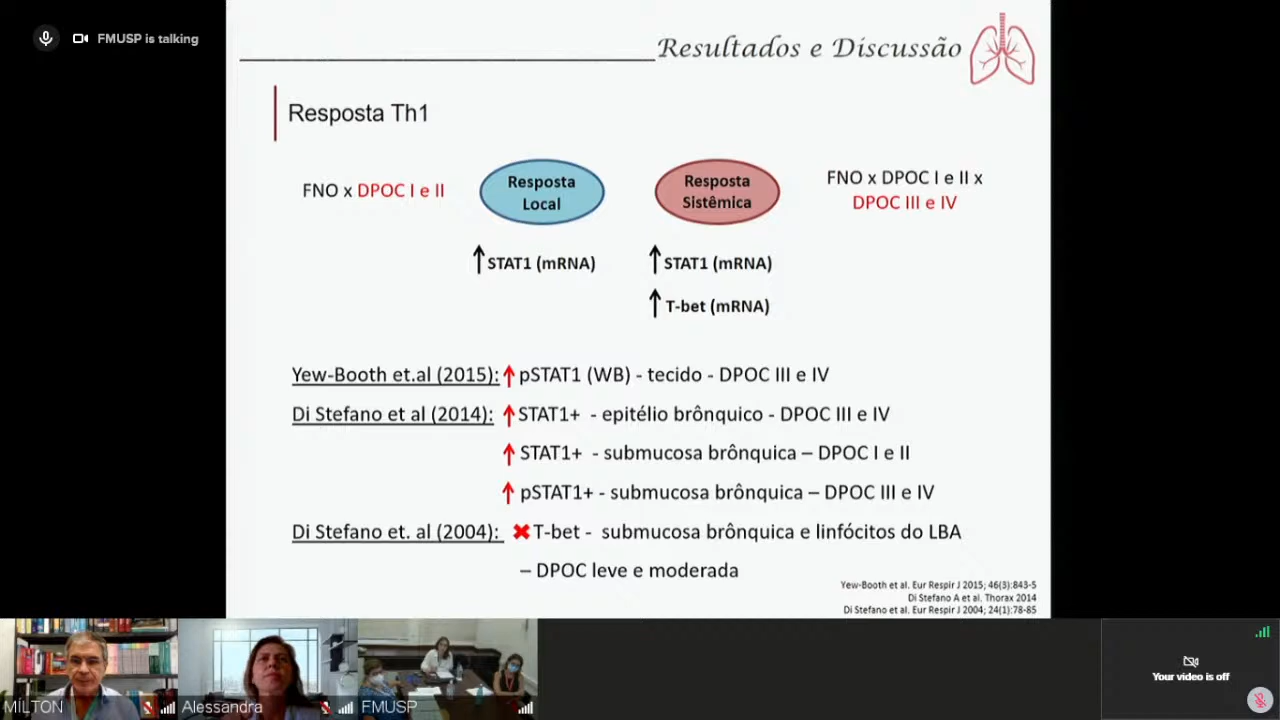 FMUSP is talking
Resultados e Discussão
Resposta Th1
FNO x DPOC I e II
Resposta
Local
Resposta
Sistêmica
FNO x DPOC I e II x
DPOC III e IV
STAT1 (mRNA)
STAT1 (mRNA)
T-bet (mRNA)
Yew-Booth et.al (2015): pSTAT1 (WB) - tecido - DPOC III e IV
Di Stefano et al (2014): STAT1+ - epitélio brônquico - DPOC III e IV
STAT1+ - submucosa brônquica – DPOC I e II
pSTAT1+ - submucosa brônquica – DPOC III e IV
Di Stefano et. al (2004): T-bet - submucosa brônquica e linfócitos do LBA
– DPOC leve e moderada
Yew-Booth et al. Eur Respir J 2015; 46(3):843-5
Di Stefano A et al. Thorax 2014
Di Stefano et al. Eur Respir J 2004; 24(1):78-85
MILTON
Alessandra
FMUSP
Your video is off